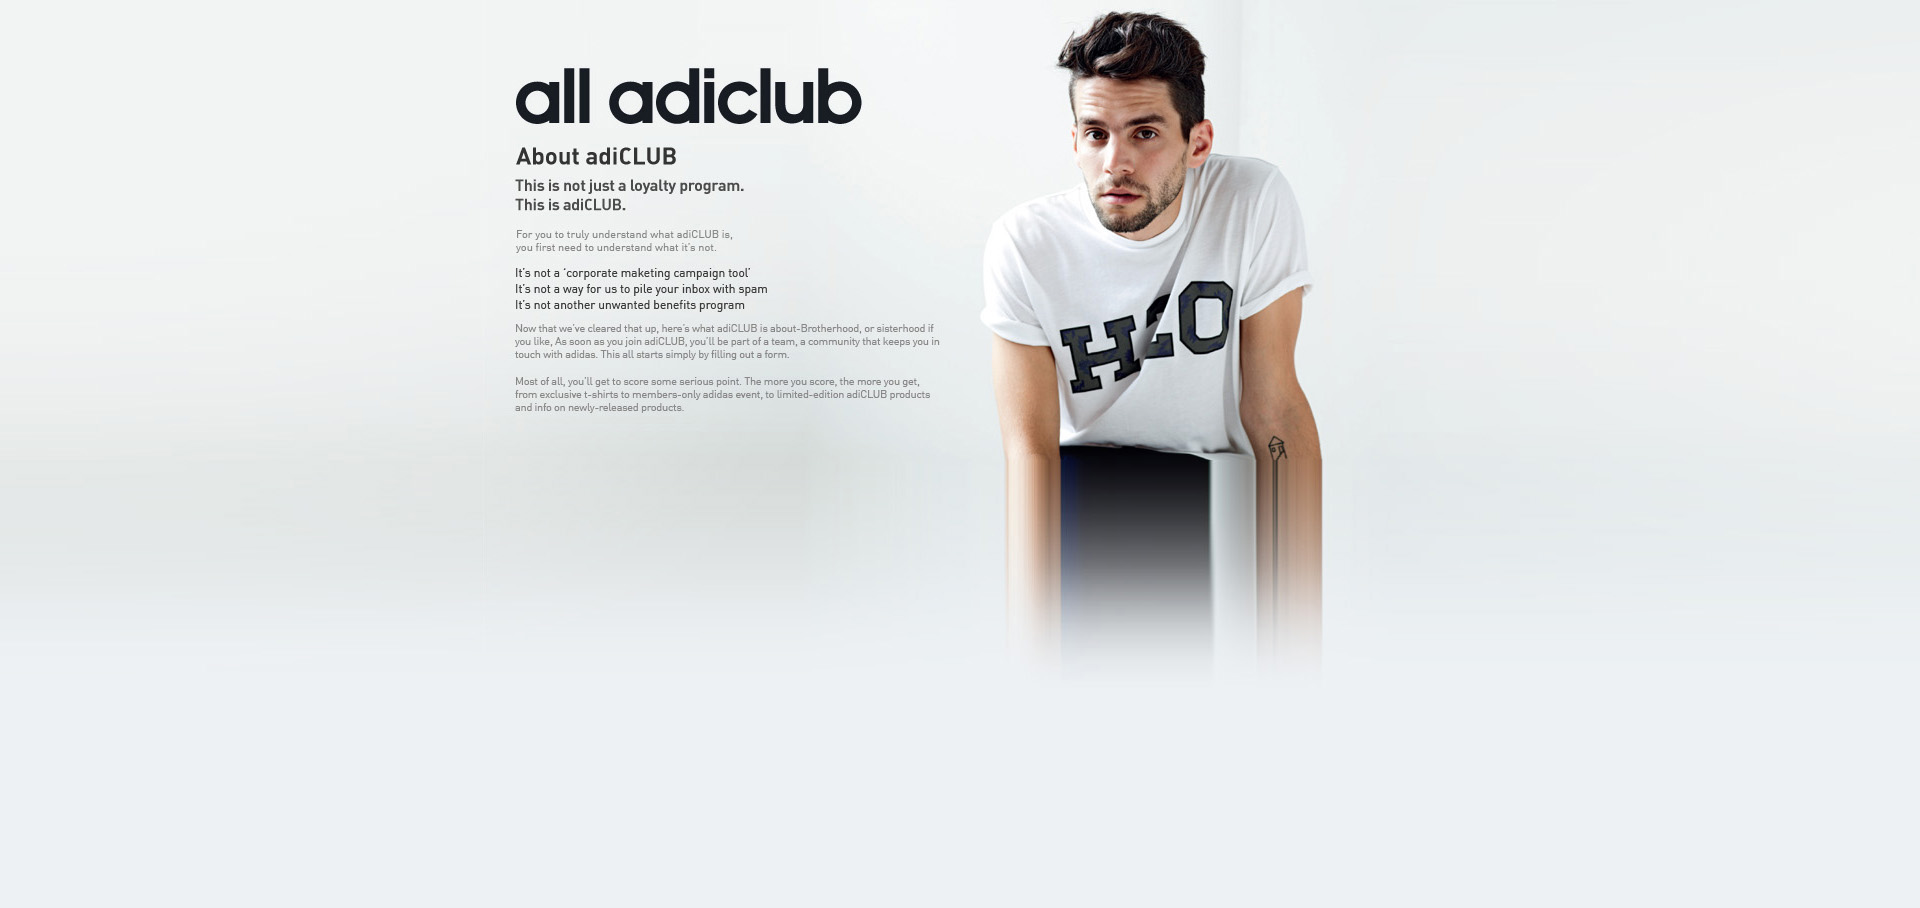 all adiclub
About adiCLUB
This is not just a loyalty program.
This is adiCLUB.
For you to truly understand what adiCLUB is,
you first need to understand what it's not.
It's not a 'corporate maketing campaign tool'
It's not a way for us to pile your inbox with spam
It's not another unwanted benefits program
Now that we've cleared that up, here's what adiCLUB is about-Brotherhood, or sisterhood if
you like, As soon as you join adiCLUB, you'll be part of a team, a community that keeps you in
touch with adidas. This all starts simply by filling out a form.
Most of all, you'll get to score some serious point. The more you score, the more you get,
from exclusive t-shirts to members-only adidas event, to limited-edition adiCLUB products
and info on newly-released products.
H2O